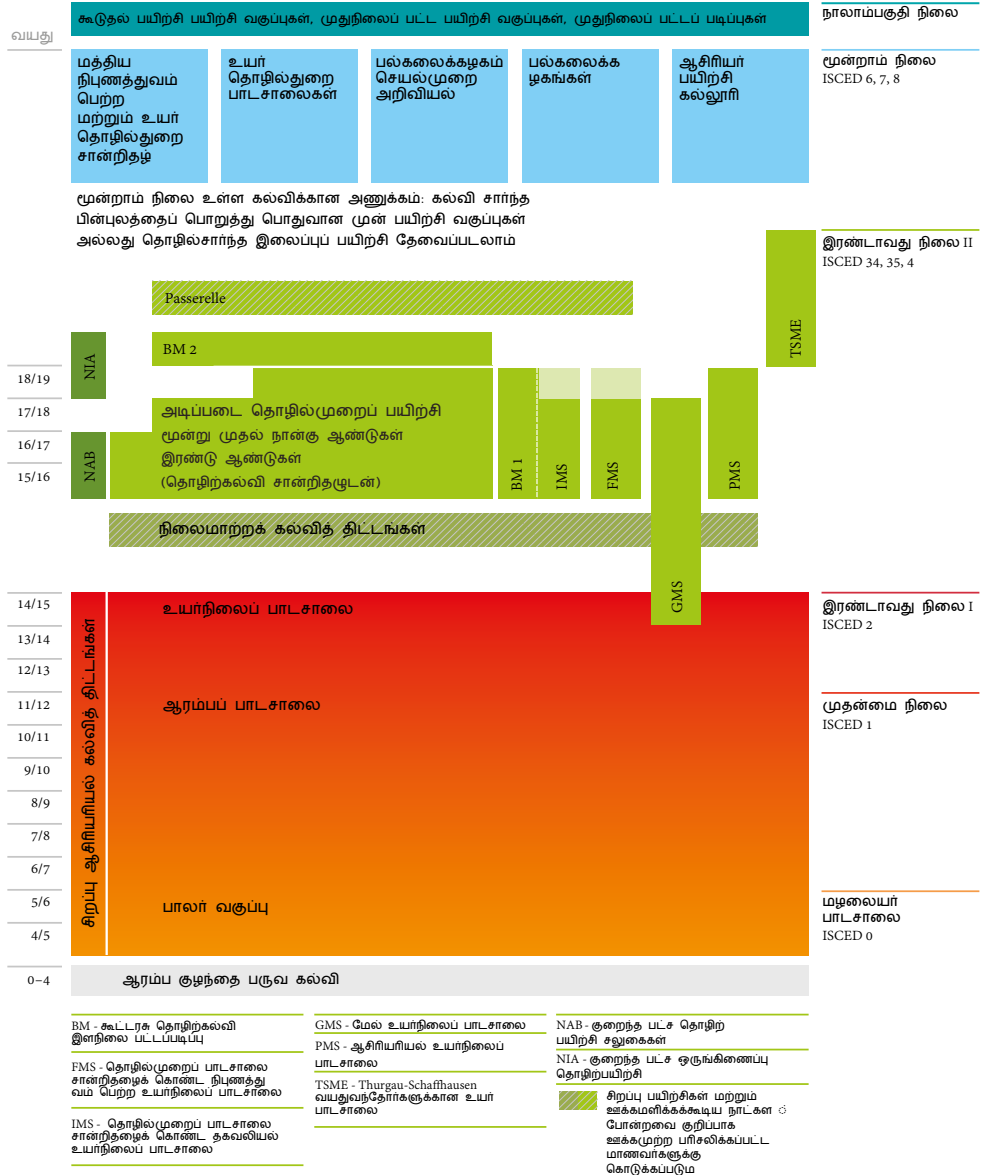 கூடுதல் பயிற்சி பயிற்சி வகுப்புகள், முதுநிலைப் பட்ட பயிற்சி வகுப்புகள், முதுநிலைப் பட்டப் படிப்புகள்
நாலாம்பகுதி நிலை
வயது
மத்திய
நிபுணத்துவம்
பெற்ற
மற்றும் உயர்
தொழில்துறை
சான்றிதழ்
உயர்
தொழில்துறை
பாடசாலைகள்
பல்கலைக்கழகம்
செயல்முறை
அறிவியல்
பல்கலைக்க
ழகங்கள்
ஆசிரியர்
பயிற்சி
கல்லூரி
மூன்றாம் நிலை
ISCED 6, 7, 8
மூன்றாம் நிலை உள்ள கல்விக்கான அணுக்கம்: கல்வி சார்ந்த
பின்புலத்தைப் பொறுத்து பொதுவான முன் பயிற்சி வகுப்புகள்
அல்லது தொழில்சார்ந்த இலைப்புப் பயிற்சி தேவைப்படலாம்
இரண்டாவது நிலை II
ISCED 34, 35, 4
TSME
Passerelle
BM 2
NIA
18/19
17/18
16/17
15/16
NAB
அடிப்படை தொழில்முறைப் பயிற்சி
மூன்று முதல் நான்கு ஆண்டுகள்
இரண்டு ஆண்டுகள்
(தொழிற்கல்வி சான்றிதழுடன்)
BM 1
IMS
FMS
GMS
PMS
நிலைமாற்றக் கல்வித் திட்டங்கள்
14/15
13/14
12/13
11/12
10/11
9/10
8/9
7/8
6/7
5/6
4/5
0–4
சிறப்பு ஆசிரியரியல் கல்வித் திட்டங்கள்
உயர்நிலைப் பாடசாலை
ஆரம்பப் பாடசாலை
பாலர் வகுப்பு
இரண்டாவது நிலை I
ISCED 2
முதன்மை நிலை
ISCED 1
மழலையர்
பாடசாலை
ISCED 0
ஆரம்ப குழந்தை பருவ கல்வி
BM - கூட்டரசு தொழிற்கல்வி
இளநிலை பட்டப்படிப்பு
FMS - தொழில்முறைப் பாடசாலை
சான்றிதழைக் கொண்ட நிபுணத்து
வம் பெற்ற உயர்நிலைப் பாடசாலை
IMS - தொழில்முறைப் பாடசாலை
சான்றிதழைக் கொண்ட தகவலியல்
உயர்நிலைப் பாடசாலை
GMS - மேல் உயர்நிலைப் பாடசாலை
PMS - ஆசிரியரியல் உயர்நிலைப்
பாடசாலை
TSME - Thurgau-Schaffhausen
வயதுவந்தோர்களுக்கான உயர்
பாடசாலை
NAB - குறைந்த பட்ச தொழிற்
பயிற்சி சலுகைகள்
NIA - குறைந்த பட்ச ஒருங்கிணைப்பு
தொழிற்பயிற்சி
சிறப்பு பயிற்சிகள் மற்றும்
ஊக்கமளிக்கக்கூடிய நாட்கள ்
போன்றவை குறிப்பாக
ஊக்கமுற்ற பரிசலிக்கப்பட்ட
மாணவர்களுக்கு
கொடுக்கப்படும